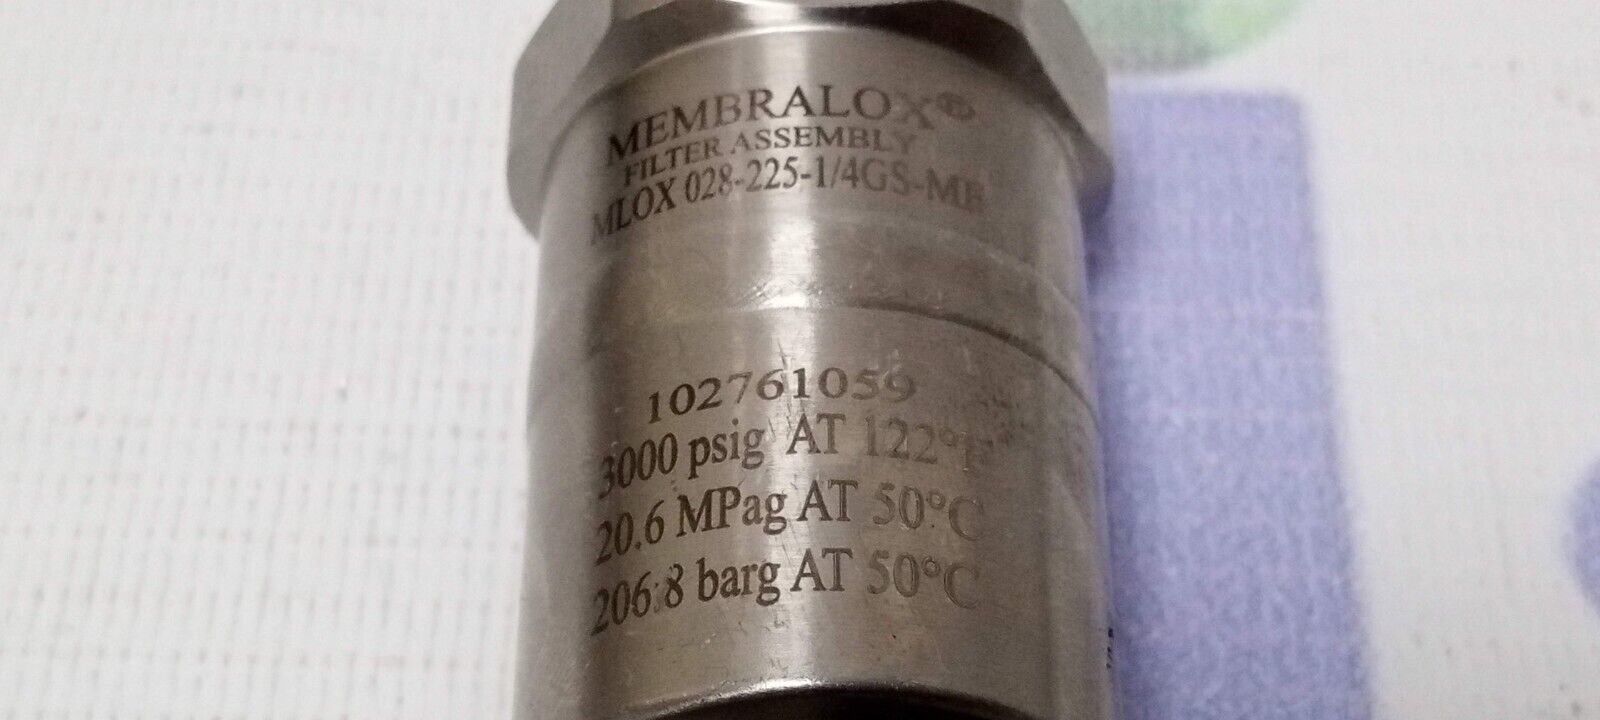 MEMBRALOX®
FILTER ASSEMBLY
MLOX 028-225-1/4GS-MF
102761059
3000 psig AT 122°F
20.6 MPag AT 50°C
206.8 barg AT 50°C